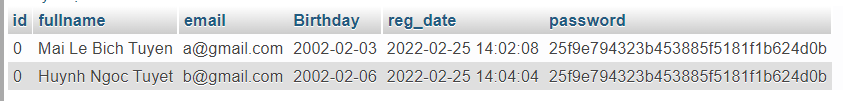 id fullname email Birthday reg_date password
0 Mai Le Bich Tuyen a@gmail.com 2002-02-03 2022-02-25 14:02:08 25f9e794323b453885f5181f1b624d0b
0 Huynh Ngoc Tuyet b@gmail.com 2002-02-06 2022-02-25 14:04:04 25f9e794323b453885f5181f1b624d0b